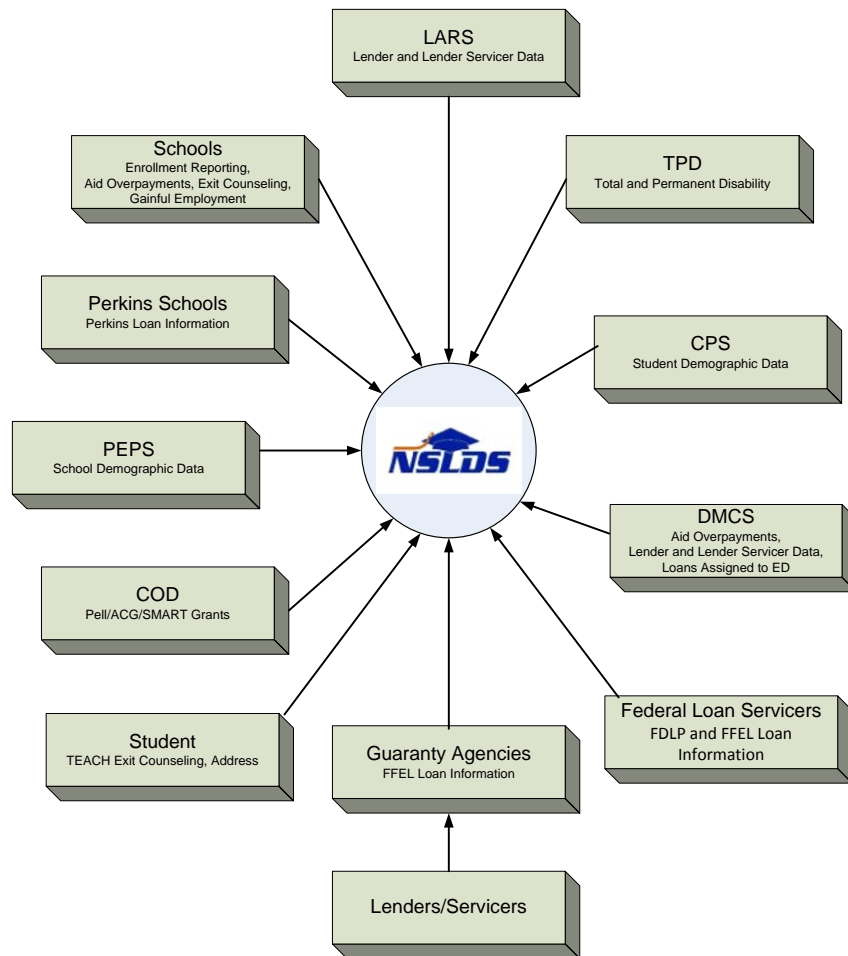 LARS
Lender and Lender Servicer Data
Schools
Enrollment Reporting,
Aid Overpayments, Exit Counseling,
Gainful Employment
TPD
Total and Permanent Disability
Perkins Schools
Perkins Loan Information
CPS
Student Demographic Data
PEPS
School Demographic Data
NSLDS
DMCS
Aid Overpayments,
Lender and Lender Servicer Data,
Loans Assigned to ED
COD
Pell/ACG/SMART Grants
Student
TEACH Exit Counseling, Address
Guaranty Agencies
FFEL Loan Information
Federal Loan Servicers
FDLP and FFEL Loan
Information
Lenders/Servicers